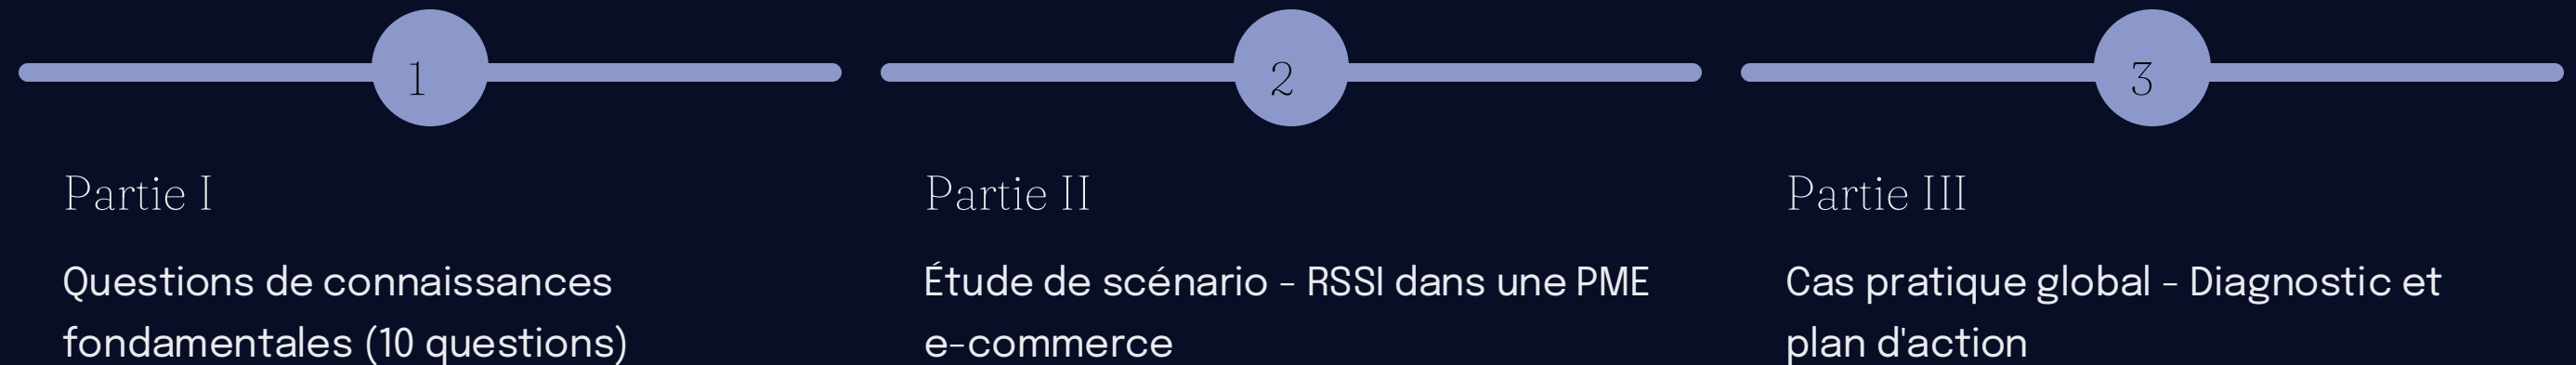 1
Partie I
Questions de connaissances
fondamentales (10 questions)
2
Partie II
Étude de scénario – RSSI dans une PME
e-commerce
3
Partie III
Cas pratique global – Diagnostic et
plan d'action